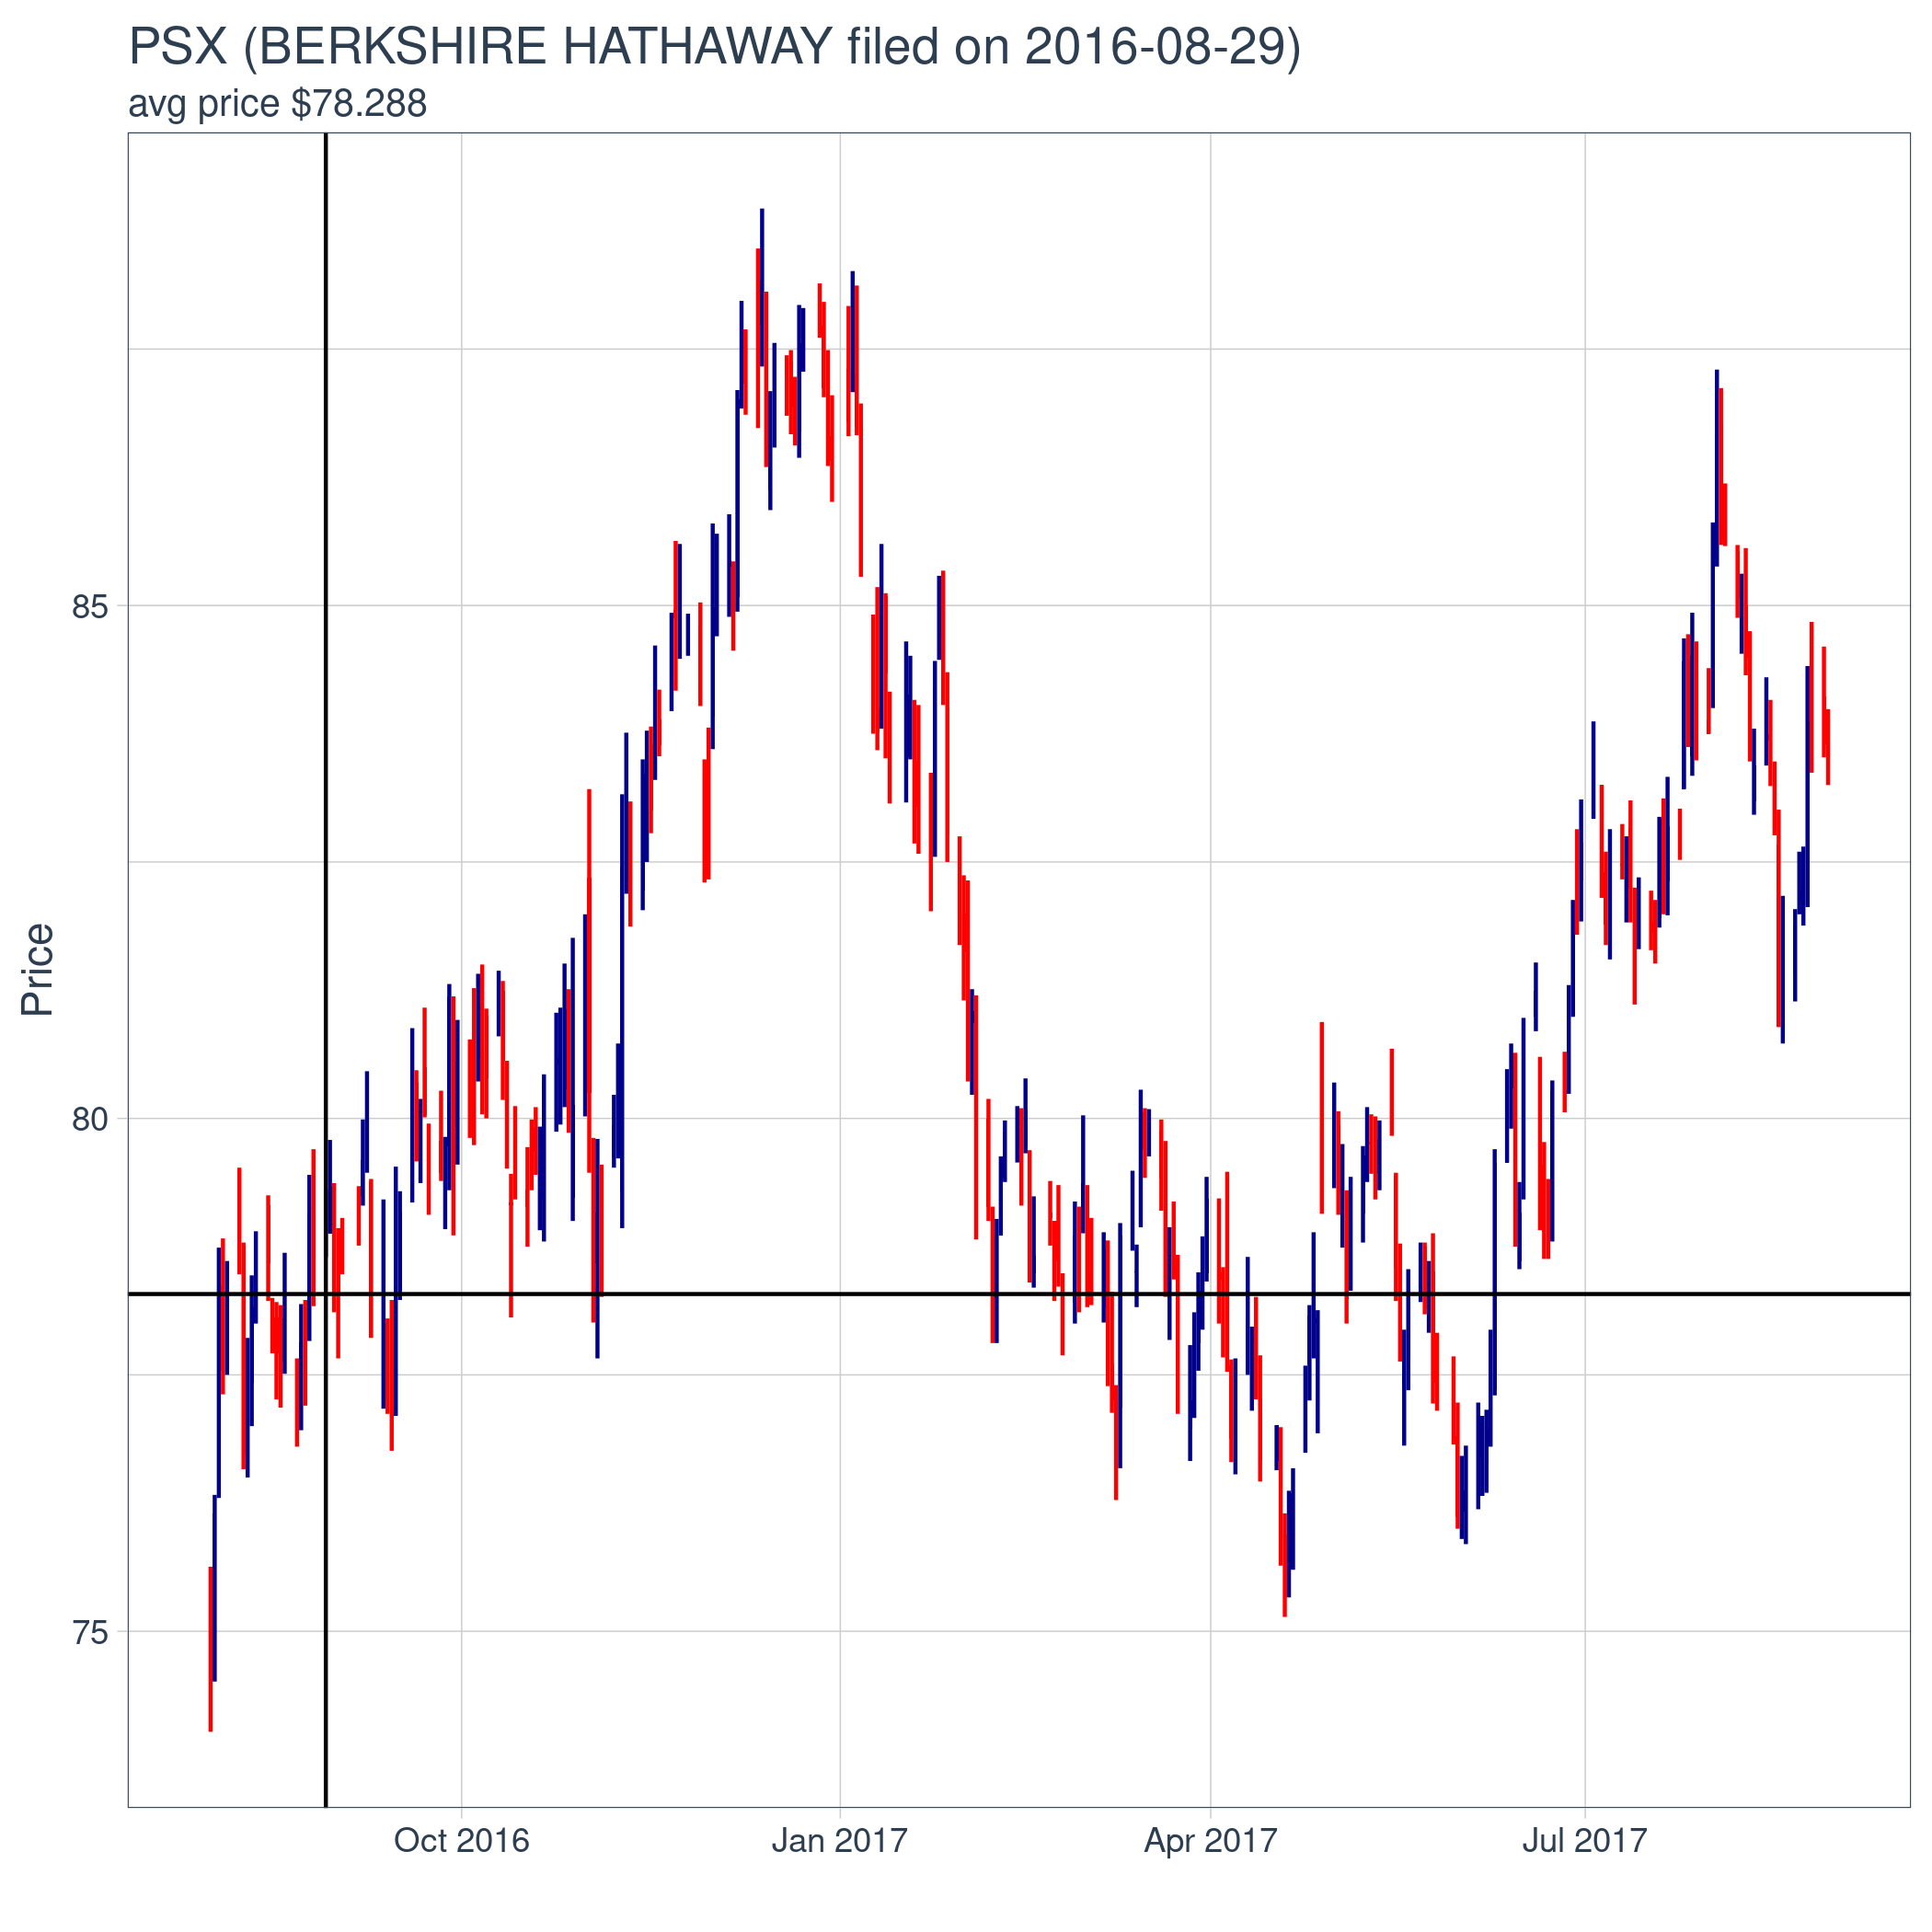 PSX (BERKSHIRE HATHAWAY filed on 2016-08-29)
avg price $78.288
Price
85
80
75
Oct 2016
Jan 2017
Apr 2017
Jul 2017